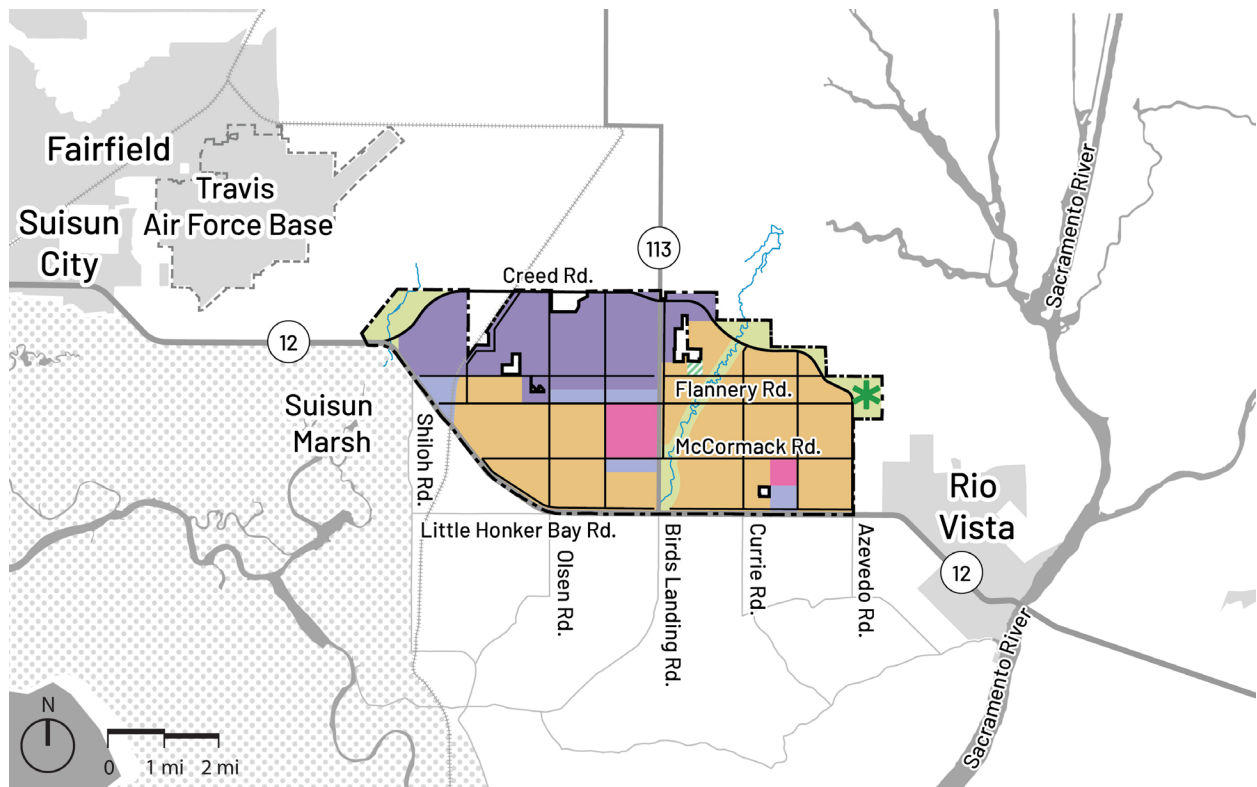 Fairfield
Travis
Air Force Base
Suisun
City
Sacramento River
113
Creed Rd.
12
Flannery Rd.
Suisun
Marsh
Shiloh Rd.
McCormack Rd.
Rio
Vista
Little Honker Bay Rd.
Olsen Rd.
Birds Landing Rd.
Currie Rd.
Azevedo Rd.
12
Sacramento River
N
0 1 mi 2 mi